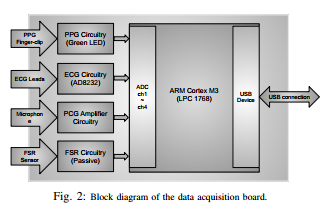 PPG
Finger-clip
PPG Circuitry
(Green LED)
ECG Leads
ECG Circuitry
(AD8232)
Microphon
e
PCG Amplifier
Circuitry
FSR
Sensor
FSR Circuitry
(Passive)
ADC
ch1
~
ch4
ARM Cortex M3
(LPC 1768)
USB
Device
USB connection
Fig. 2: Block diagram of the data acquisition board.